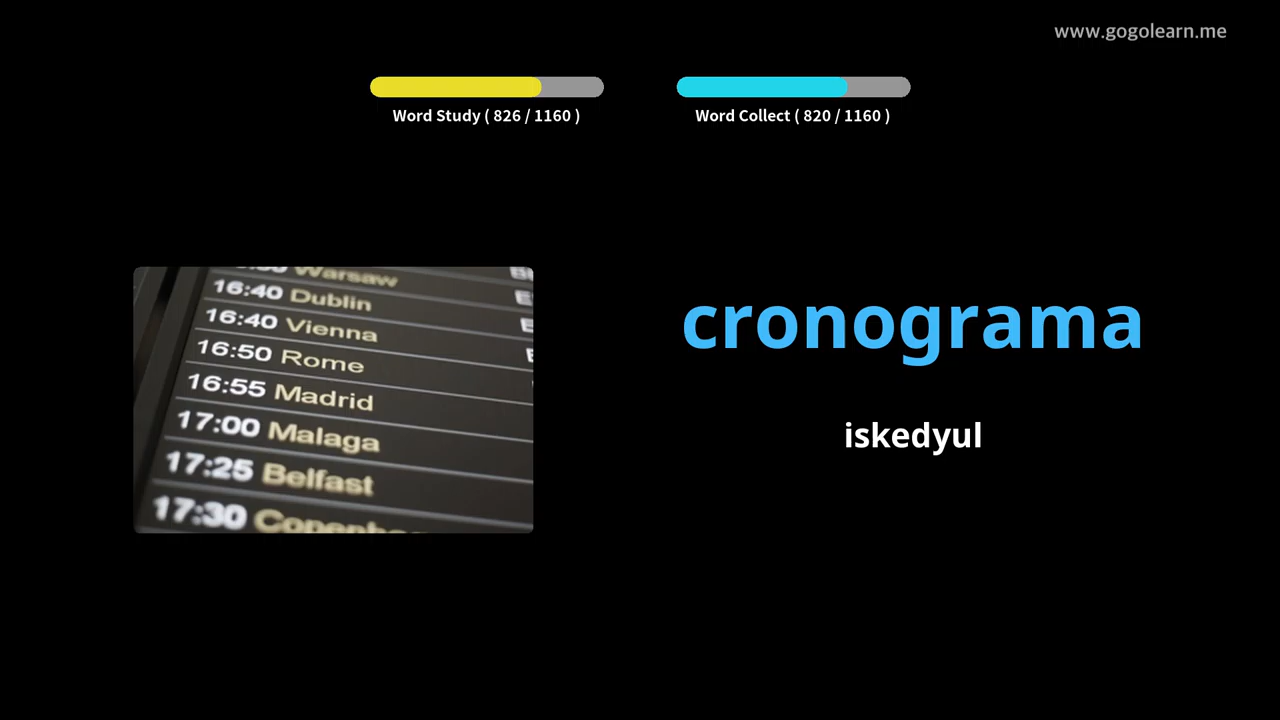 www.gogolearn.me
Word Study ( 826 / 1160 )
Word Collect ( 820 / 1160 )
Warsaw
16:40 Dublin
16:40 Vienna
16:50 Rome
16:55 Madrid
17:00 Malaga
17:25 Belfast
17:30
cronograma
iskedyul